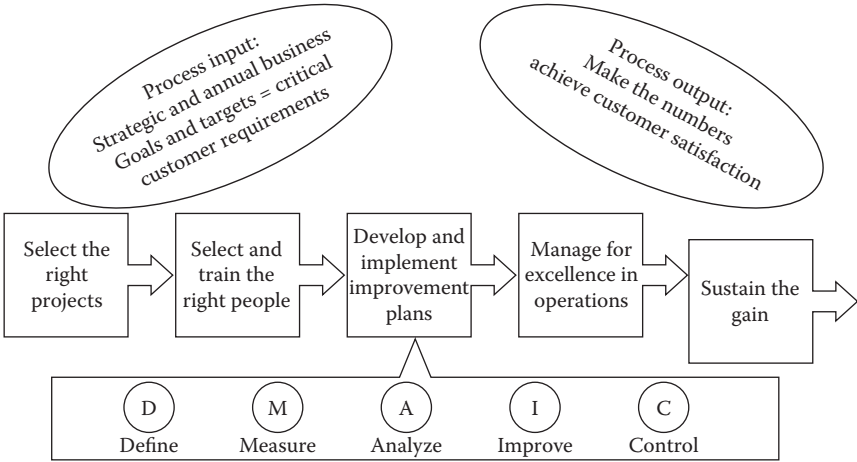 Process input:
Strategic and annual business
Goals and targets = critical
customer requirements
Process output:
Make the numbers
achieve customer satisfaction
Select the
right
projects
Select and
train the
right people
Develop and
implement
improvement
plans
Manage for
excellence in
operations
Sustain the
gain
D
M
A
I
C
Define
Measure
Analyze
Improve
Control